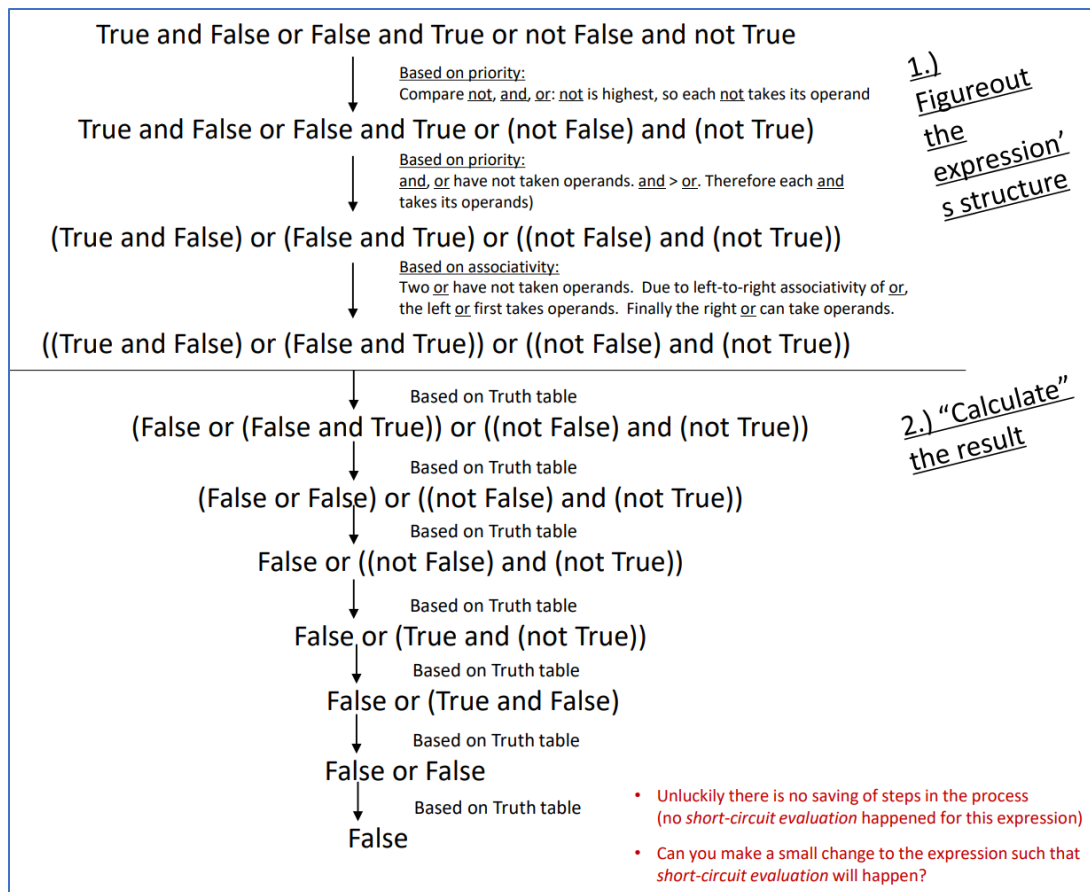 True and False or False and True or not False and not True
Based on priority:
Compare not, and, or: not is highest, so each not takes its operand
True and False or False and True or (not False) and (not True)
Based on priority:
and, or have not taken operands. and > or. Therefore each and
takes its operands)
(True and False) or (False and True) or ((not False) and (not True))
Based on associativity:
Two or have not taken operands. Due to left-to-right associativity of or,
the left or first takes operands. Finally the right or can take operands.
((True and False) or (False and True)) or ((not False) and (not True))
1.)
Figureout
the
expression'
s structure
Based on Truth table
(False or (False and True)) or ((not False) and (not True))
Based on Truth table
(False or False) or ((not False) and (not True))
Based on Truth table
False or ((not False) and (not True))
Based on Truth table
False or (True and (not True))
Based on Truth table
False or (True and False)
Based on Truth table
False or False
Based on Truth table
False
2.) “Calculate”
the result
• Unluckily there is no saving of steps in the process
(no short-circuit evaluation happened for this expression)
• Can you make a small change to the expression such that
short-circuit evaluation will happen?